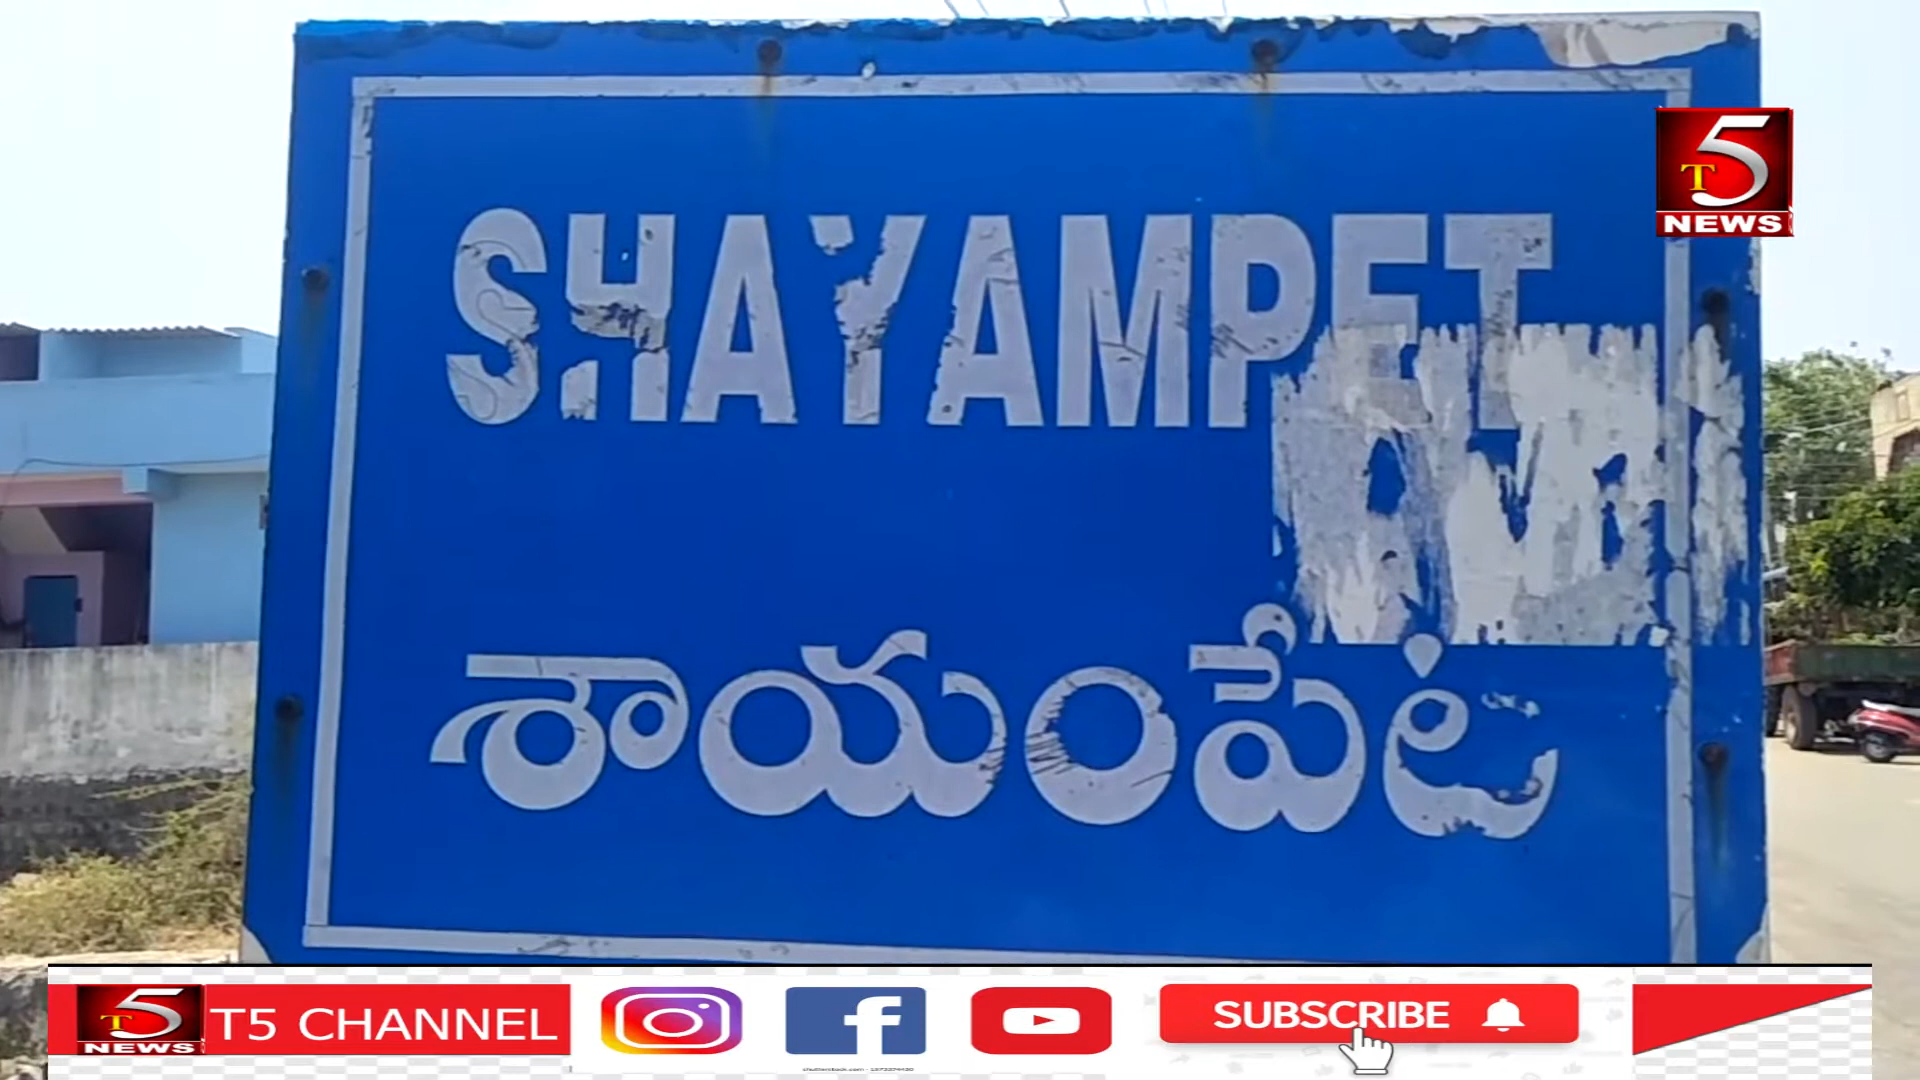 SHAYAMPET
శాయంపేట
T5
NEWS
T5
NEWS
T5 CHANNEL
SUBSCRIBE